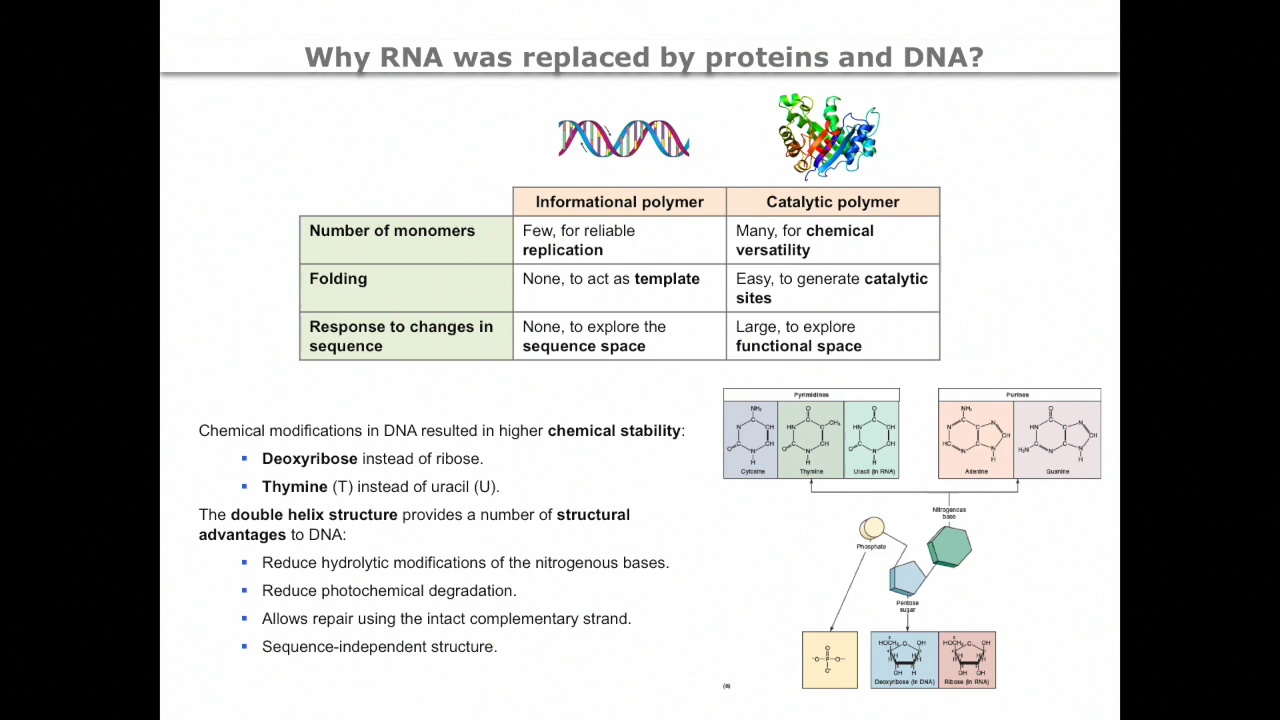 Why RNA was replaced by proteins and DNA?
Informational polymer
Catalytic polymer
Number of monomers
Few, for reliable
replication
Many, for chemical
versatility
Folding
None, to act as template
Easy, to generate catalytic
sites
Response to changes in
sequence
None, to explore the
sequence space
Large, to explore
functional space
Chemical modifications in DNA resulted in higher chemical stability:
Deoxyribose instead of ribose.
Thymine (T) instead of uracil (U).
The double helix structure provides a number of structural
advantages to DNA:
Reduce hydrolytic modifications of the nitrogenous bases.
Reduce photochemical degradation.
Allows repair using the intact complementary strand.
Sequence-independent structure.
Pyrimidines
Purines
Cytosine
Thymine
Uracil (in RNA)
Adenine
Guanine
Nitrogenous
base
Phosphate
Pentose
sugar
Deoxyribose (in DNA)
Ribose (in RNA)
(a)